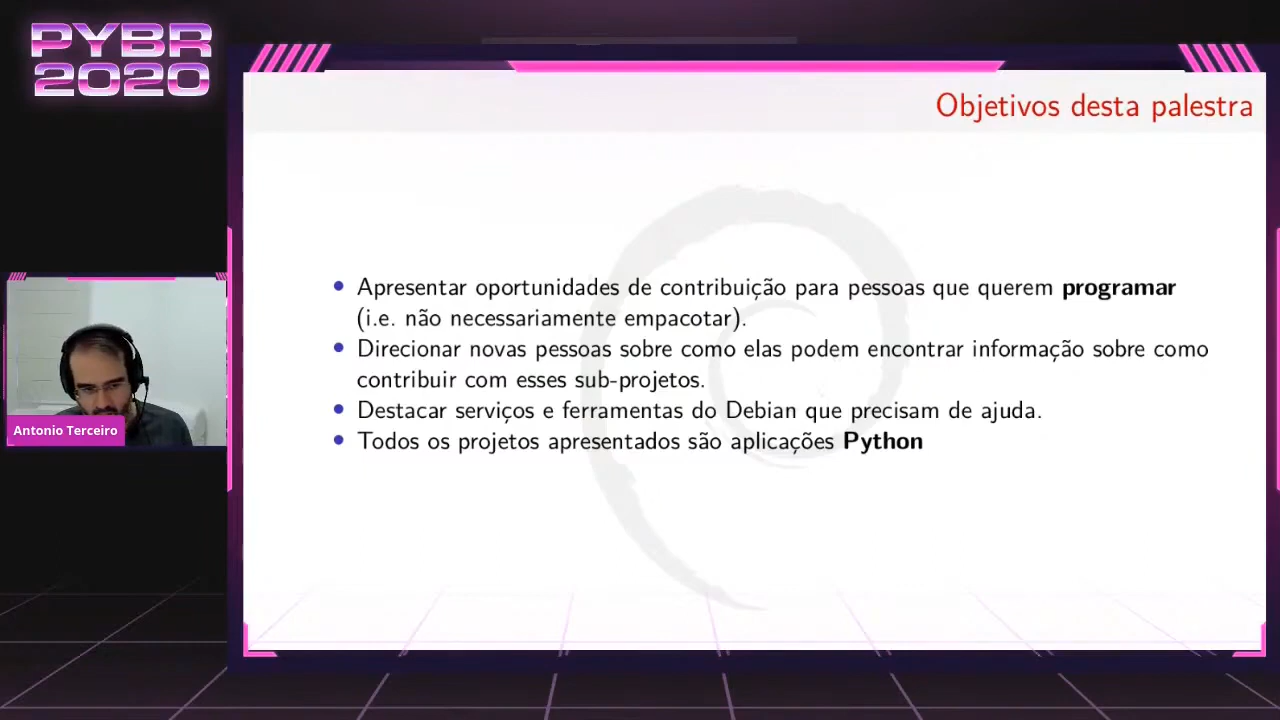 PYBR
2020
Objetivos desta palestra
Apresentar oportunidades de contribuição para pessoas que querem programar
(i.e. não necessariamente empacotar).
Direcionar novas pessoas sobre como elas podem encontrar informação sobre como
contribuir com esses sub-projetos.
Destacar serviços e ferramentas do Debian que precisam de ajuda.
Todos os projetos apresentados são aplicações Python
Antonio Terceiro